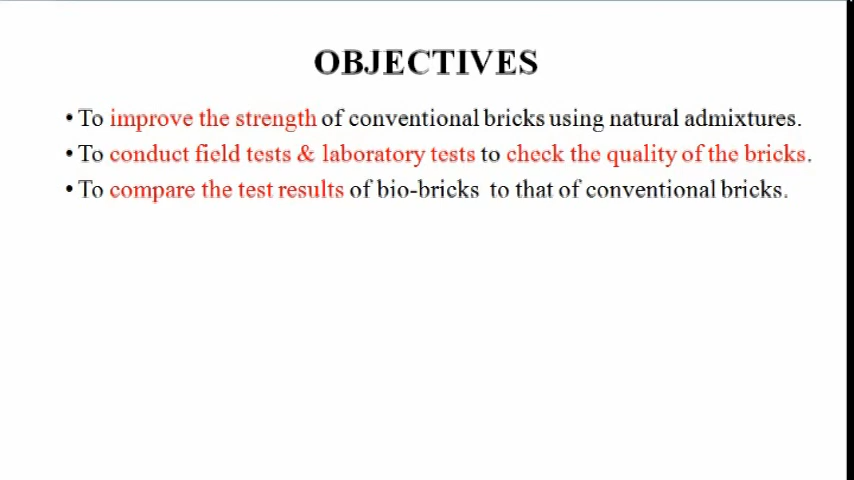 OBJECTIVES
• To improve the strength of conventional bricks using natural admixtures.
• To conduct field tests & laboratory tests to check the quality of the bricks.
• To compare the test results of bio-bricks to that of conventional bricks.